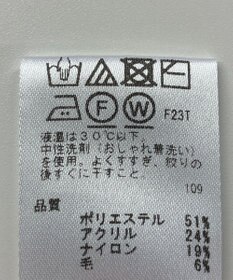 F W F23T
液温は30℃以下
中性洗剤(おしゃれ着洗い)
を使用。よくすすぎ、絞りの
後すぐに干すこと。
109
品質
ポリエステル 51%
アクリル 24%
ナイロン 19%
毛 6%